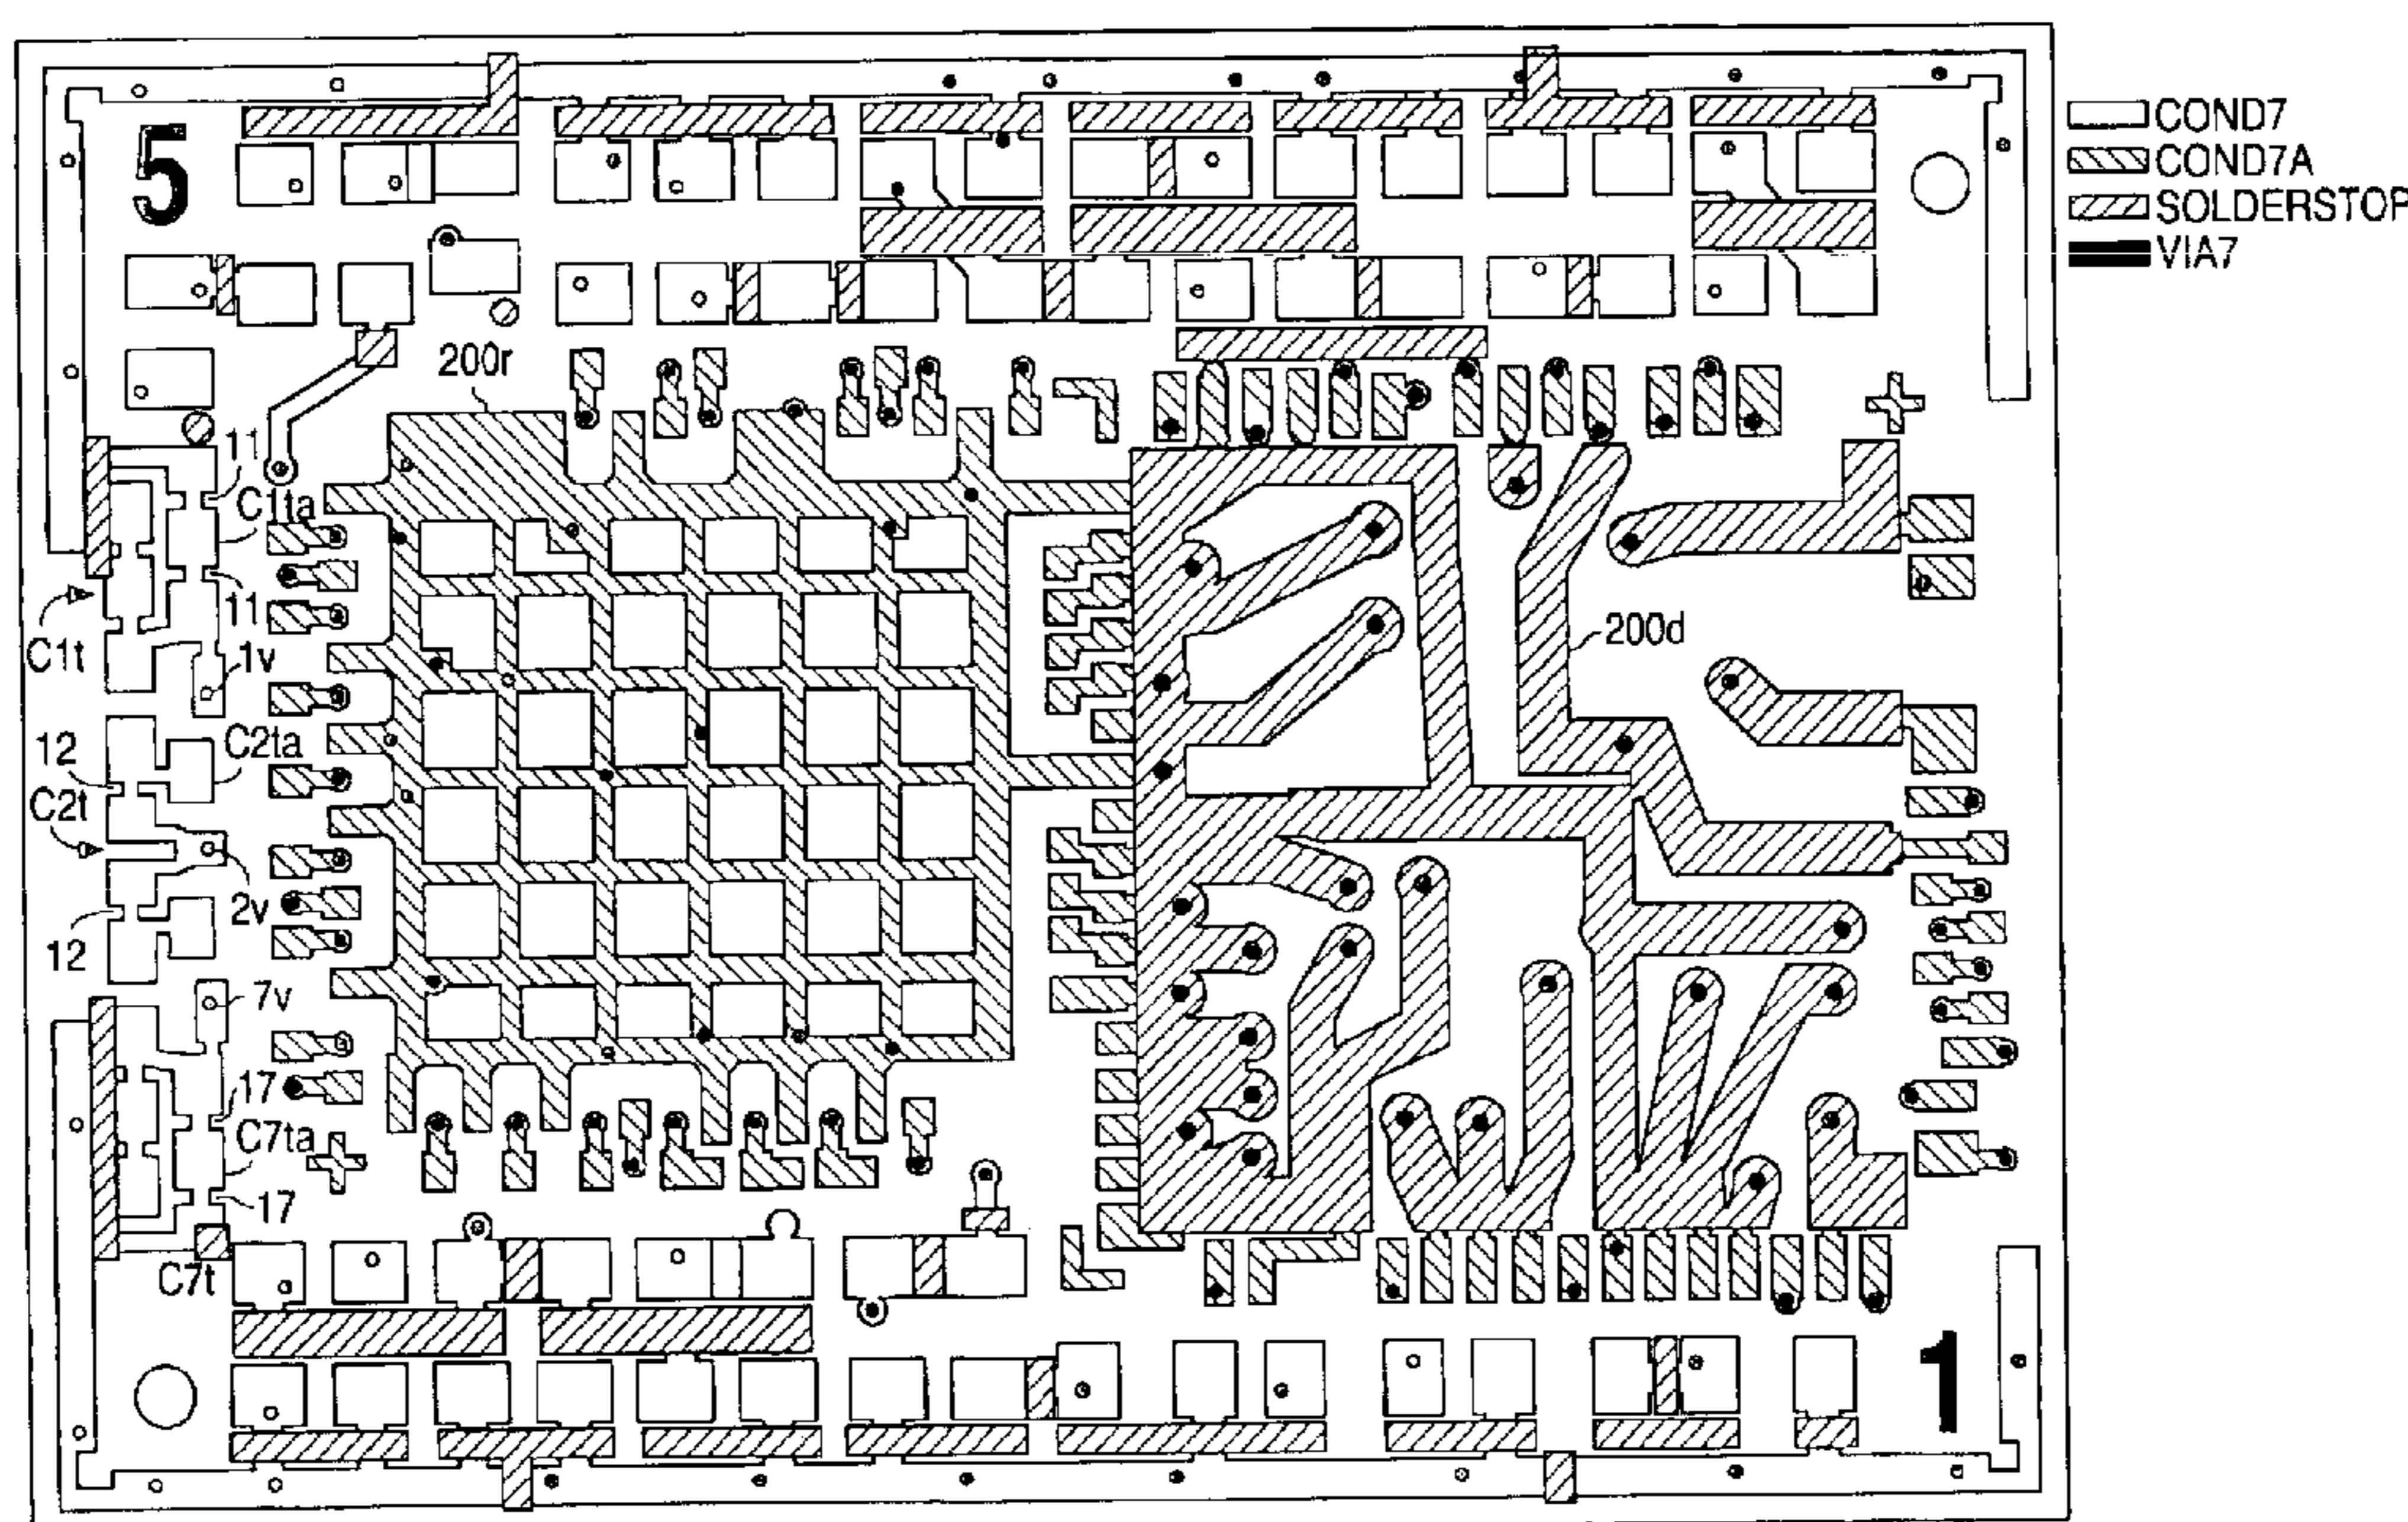 5
COND7
COND7A
SOLDERSTOP
VIA7
200r
11
C1ta
11
C1t
1v
200d
12
C2ta
C2t
2v
12
7v
17
C7ta
17
C7t
1